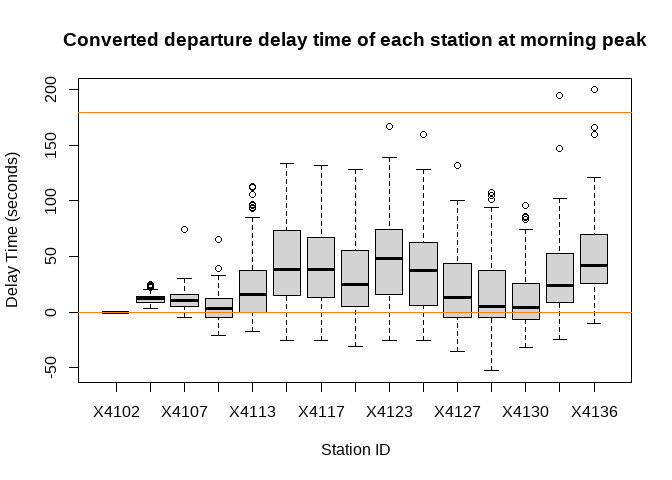 Converted departure delay time of each station at morning peak
Delay Time (seconds)
200
150
100
50
0
-50
X4102 X4107 X4113 X4117 X4123 X4127 X4130 X4136
Station ID